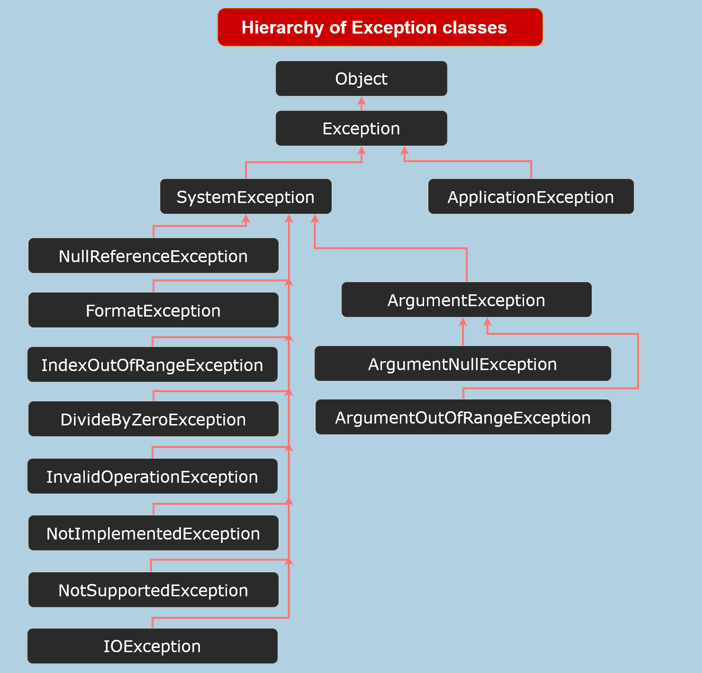 Hierarchy of Exception classes
Object
Exception
SystemException
ApplicationException
NullReferenceException
FormatException
IndexOutOfRangeException
DivideByZeroException
InvalidOperationException
NotImplementedException
NotSupportedException
IOException
ArgumentException
ArgumentNullException
ArgumentOutOfRangeException